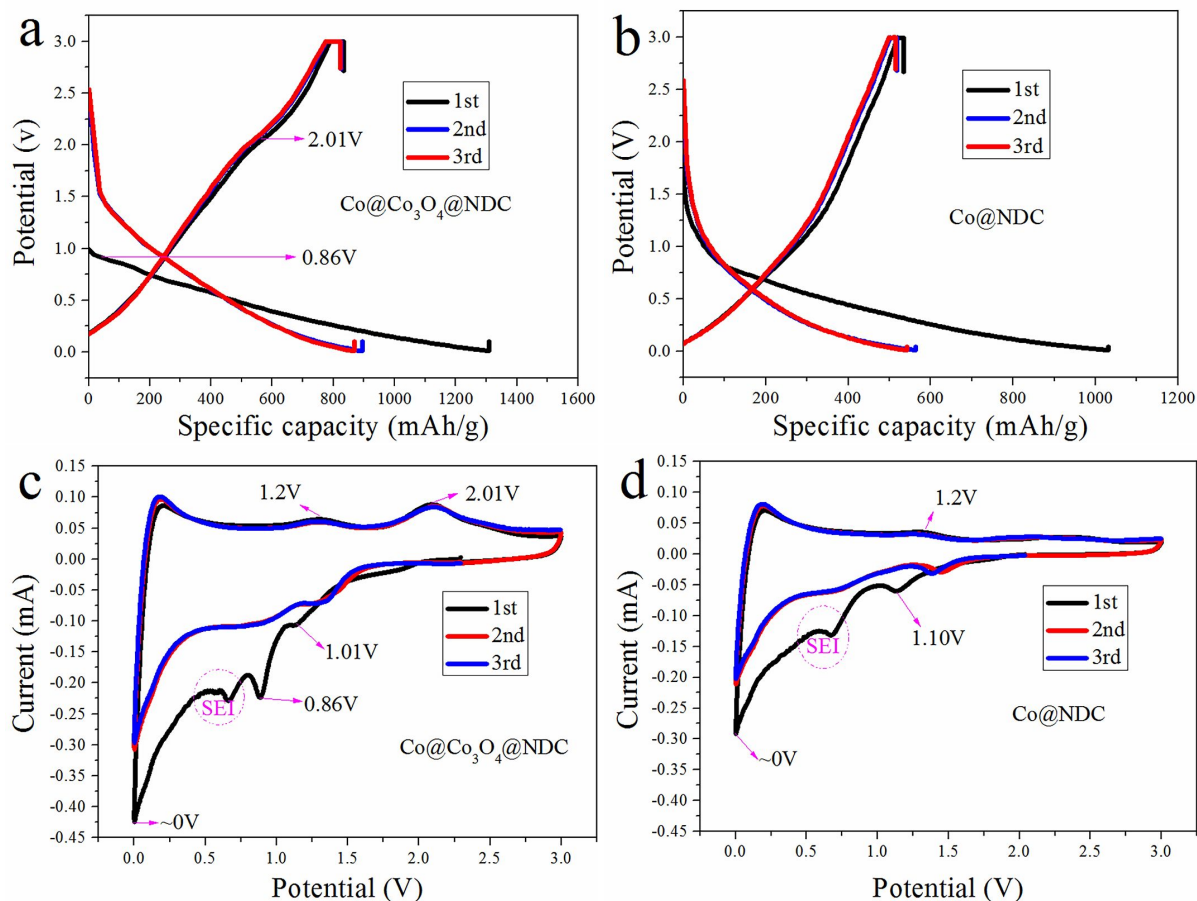 a
3.0
2.5
2.0
1.5
1.0
0.5
0.0
Potential (v)
1st
2nd
3rd
2.01V
Co@Co₃O₄@NDC
0.86V
0 200 400 600 800 1000 1200 1400 1600
Specific capacity (mAh/g)
b
3.0
2.5
2.0
1.5
1.0
0.5
0.0
Potential (V)
1st
2nd
3rd
Co@NDC
0 200 400 600 800 1000 1200
Specific capacity (mAh/g)
c
0.15
0.10
0.05
0.00
-0.05
-0.10
-0.15
-0.20
-0.25
-0.30
-0.35
-0.40
-0.45
Current (mA)
1.2V
2.01V
1st
2nd
3rd
1.01V
SEI
0.86V
Co@Co₃O₄@NDC
~0V
0.0 0.5 1.0 1.5 2.0 2.5 3.0
Potential (V)
d
0.15
0.10
0.05
0.00
-0.05
-0.10
-0.15
-0.20
-0.25
-0.30
-0.35
-0.40
-0.45
Current (mA)
1.2V
1st
2nd
3rd
1.10V
SEI
Co@NDC
~0V
0.0 0.5 1.0 1.5 2.0 2.5 3.0
Potential (V)